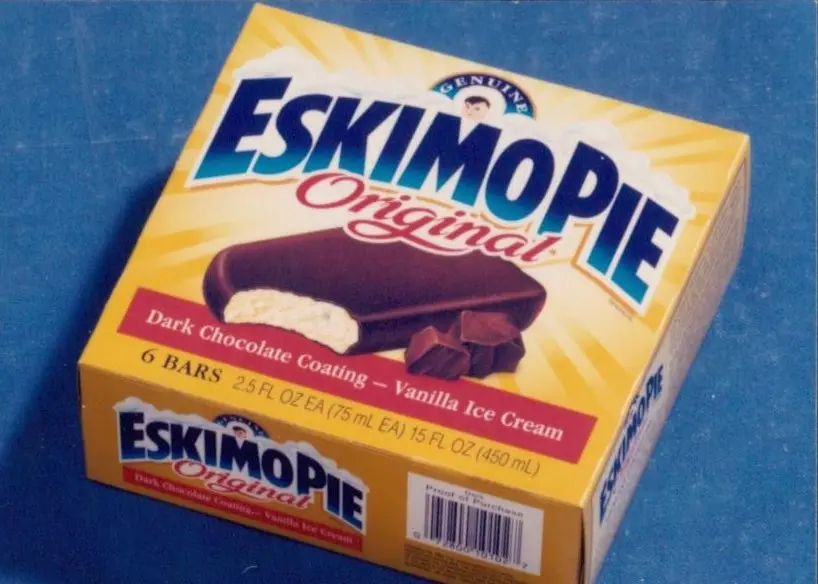 GENUINE
ESKIMO PIE
Original
Dark Chocolate Coating – Vanilla Ice Cream
6 BARS 2.5 FL OZ EA (75 mL EA) 15 FL OZ (450 mL)
ESKIMO PIE
Original
Dark Chocolate Coating – Vanilla Ice Cream
Proof of Purchase
ESKIMO PIE